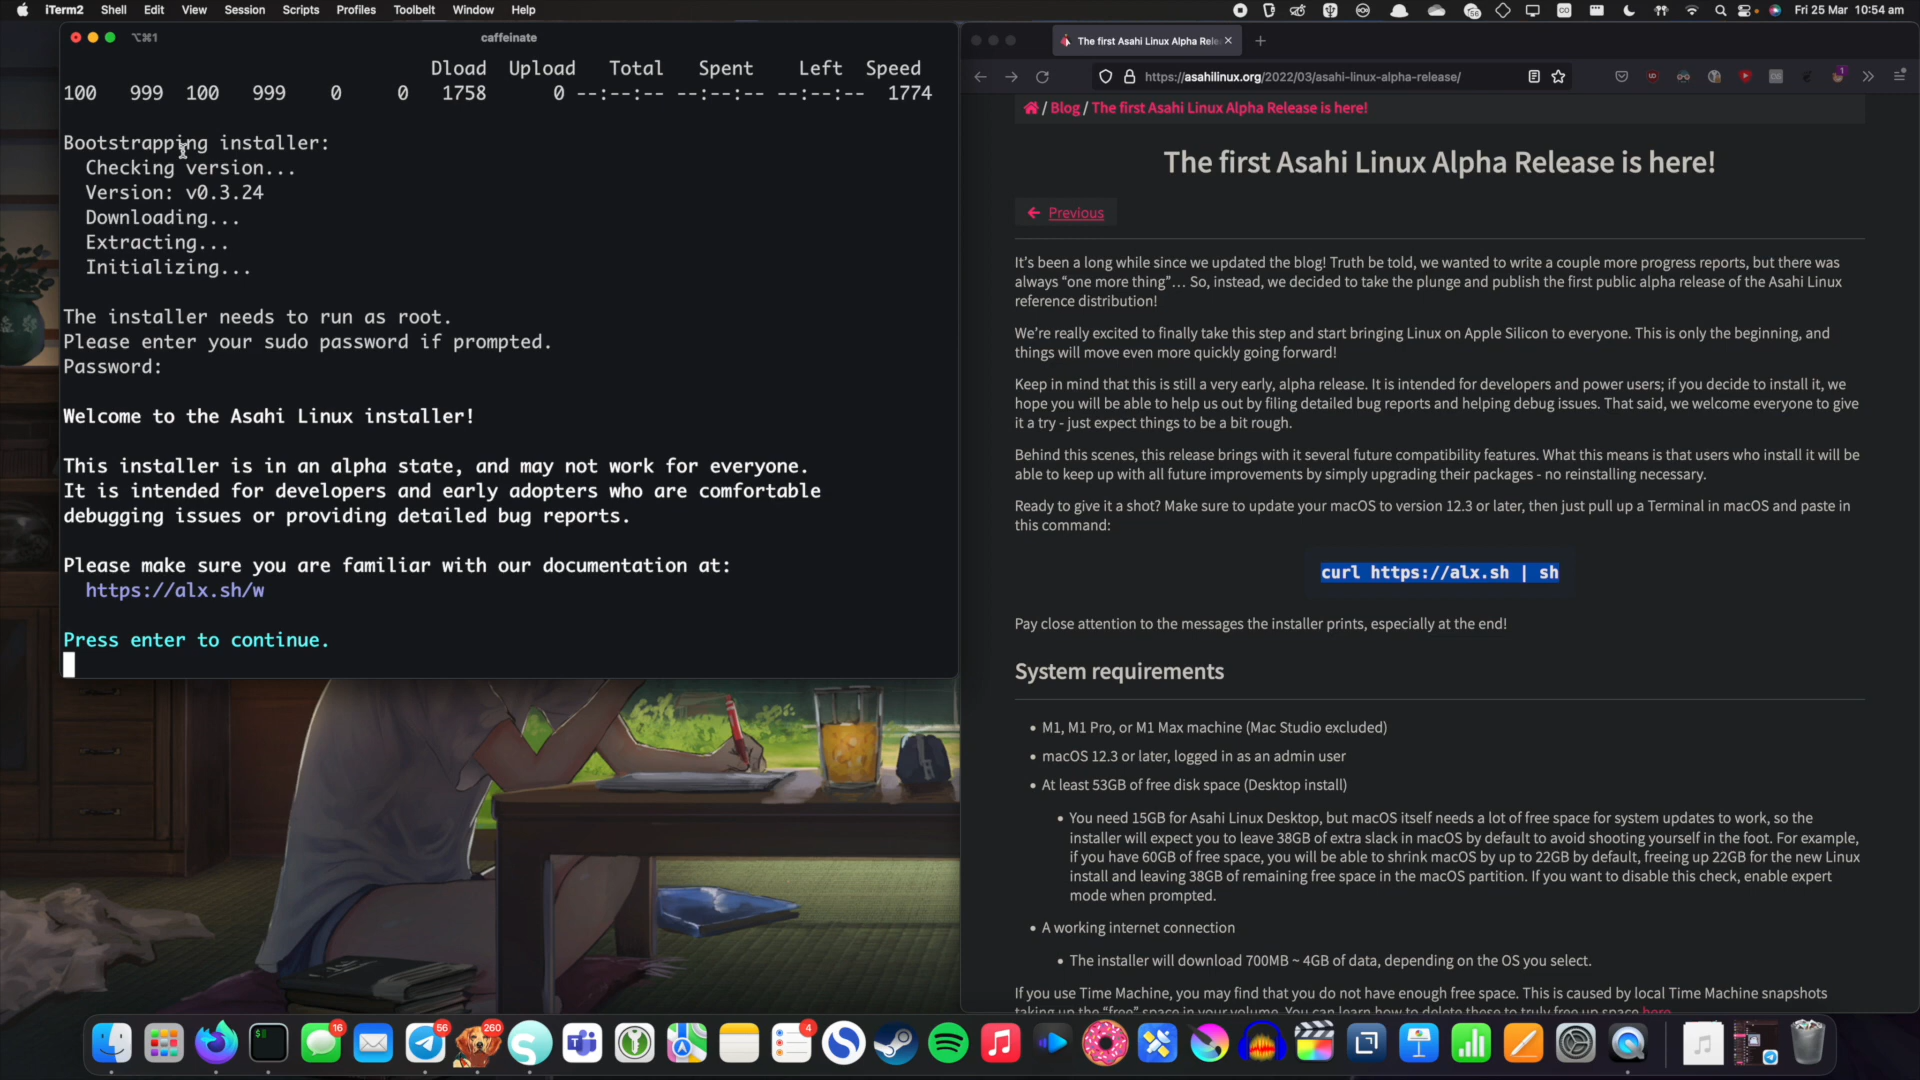 iTerm2 Shell Edit View Session Scripts Profiles Toolbelt Window Help
56
Fri 25 Mar 10:54 am
⌥⌘1 caffeinate
Dload Upload Total Spent Left Speed
100 999 100 999 0 0 1758 0 --:--:-- --:--:-- --:--:-- 1774
Bootstrapping installer:
Checking version...
Version: v0.3.24
Downloading...
Extracting...
Initializing...
The installer needs to run as root.
Please enter your sudo password if prompted.
Password:
Welcome to the Asahi Linux installer!
This installer is in an alpha state, and may not work for everyone.
It is intended for developers and early adopters who are comfortable
debugging issues or providing detailed bug reports.
Please make sure you are familiar with our documentation at:
https://alx.sh/w
Press enter to continue.
The first Asahi Linux Alpha Rele
https://asahilinux.org/2022/03/asahi-linux-alpha-release/
/ Blog / The first Asahi Linux Alpha Release is here!
The first Asahi Linux Alpha Release is here!
← Previous
It's been a long while since we updated the blog! Truth be told, we wanted to write a couple more progress reports, but there was
always “one more thing”… So, instead, we decided to take the plunge and publish the first public alpha release of the Asahi Linux
reference distribution!
We're really excited to finally take this step and start bringing Linux on Apple Silicon to everyone. This is only the beginning, and
things will move even more quickly going forward!
Keep in mind that this is still a very early, alpha release. It is intended for developers and power users; if you decide to install it, we
hope you will be able to help us out by filing detailed bug reports and helping debug issues. That said, we welcome everyone to give
it a try - just expect things to be a bit rough.
Behind this scenes, this release brings with it several future compatibility features. What this means is that users who install it will be
able to keep up with all future improvements by simply upgrading their packages - no reinstalling necessary.
Ready to give it a shot? Make sure to update your macOS to version 12.3 or later, then just pull up a Terminal in macOS and paste in
this command:
curl https://alx.sh | sh
Pay close attention to the messages the installer prints, especially at the end!
System requirements
• M1, M1 Pro, or M1 Max machine (Mac Studio excluded)
• macOS 12.3 or later, logged in as an admin user
• At least 53GB of free disk space (Desktop install)
• You need 15GB for Asahi Linux Desktop, but macOS itself needs a lot of free space for system updates to work, so the
installer will expect you to leave 38GB of extra slack in macOS by default to avoid shooting yourself in the foot. For example,
if you have 60GB of free space, you will be able to shrink macOS by up to 22GB by default, freeing up 22GB for the new Linux
install and leaving 38GB of remaining free space in the macOS partition. If you want to disable this check, enable expert
mode when prompted.
• A working internet connection
• The installer will download 700MB ~ 4GB of data, depending on the OS you select.
If you use Time Machine, you may find that you do not have enough free space. This is caused by local Time Machine snapshots
taking up the “free” space in your volume. You can learn how to delete these to truly free up space here
16 56 260 4